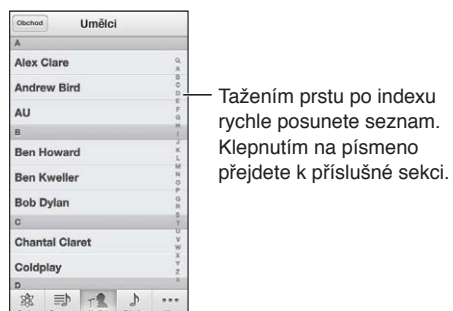 Obchod
Umělci
A
Alex Clare
Andrew Bird
AU
B
Ben Howard
Ben Kweller
Bob Dylan
C
Chantal Claret
Coldplay
D
A
B
C
D
E
F
G
H
I
J
K
L
M
N
O
P
Q
R
S
T
U
V
W
X
Y
Z
#
Tažením prstu po indexu
rychle posunete seznam.
Klepnutím na písmeno
přejdete k příslušné sekci.